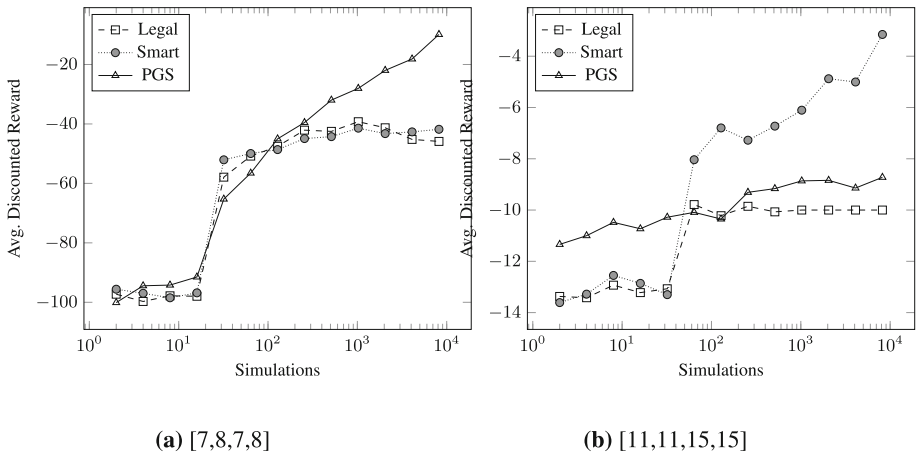 Legal
Smart
PGS
−20
−40
−60
−80
−100
Avg. Discounted Reward
10^0
10^1
10^2
10^3
10^4
Simulations
(a) [7,8,7,8]
Legal
Smart
PGS
−4
−6
−8
−10
−12
−14
Avg. Discounted Reward
10^0
10^1
10^2
10^3
10^4
Simulations
(b) [11,11,15,15]